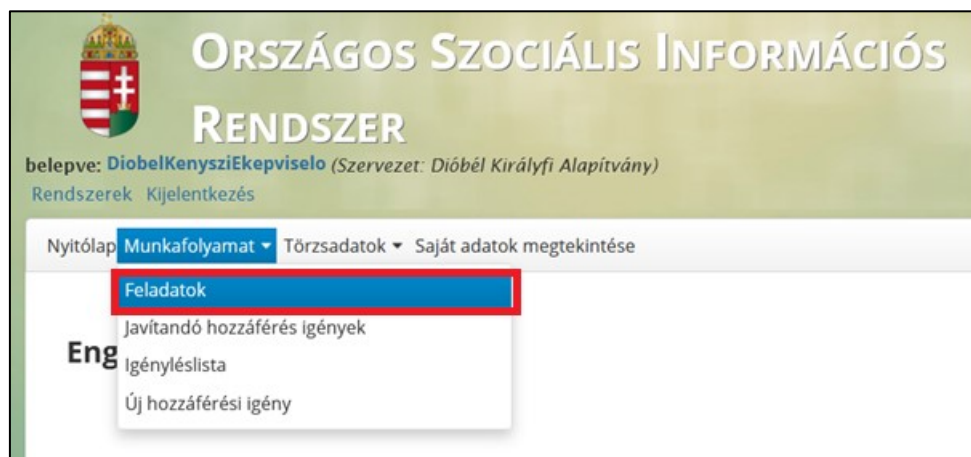 ORSZÁGOS SZOCIÁLIS INFORMÁCIÓS
RENDSZER
belepve: DiobelKenysziEkepviselo (Szervezet: Dióbél Királyfi Alapítvány)
Rendszerek Kijelentkezés
Nyitólap Munkafolyamat Törzsadatok Saját adatok megtekintése
Feladatok
Javítandó hozzáférés igények
Eng
Igényléslista
Új hozzáférési igény